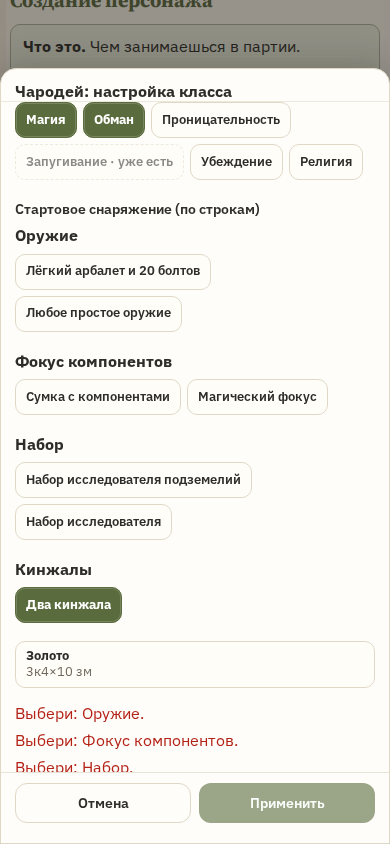 Создание персонажа
Что это. Чем занимаешься в партии.
Чародей: настройка класса
Магия Обман Проницательность
Запугивание · уже есть Убеждение Религия
Стартовое снаряжение (по строкам)
Оружие
Лёгкий арбалет и 20 болтов
Любое простое оружие
Фокус компонентов
Сумка с компонентами Магический фокус
Набор
Набор исследователя подземелий
Набор исследователя
Кинжалы
Два кинжала
Золото
3к4×10 зм
Выбери: Оружие.
Выбери: Фокус компонентов.
Выбери: Набор.
Отмена Применить